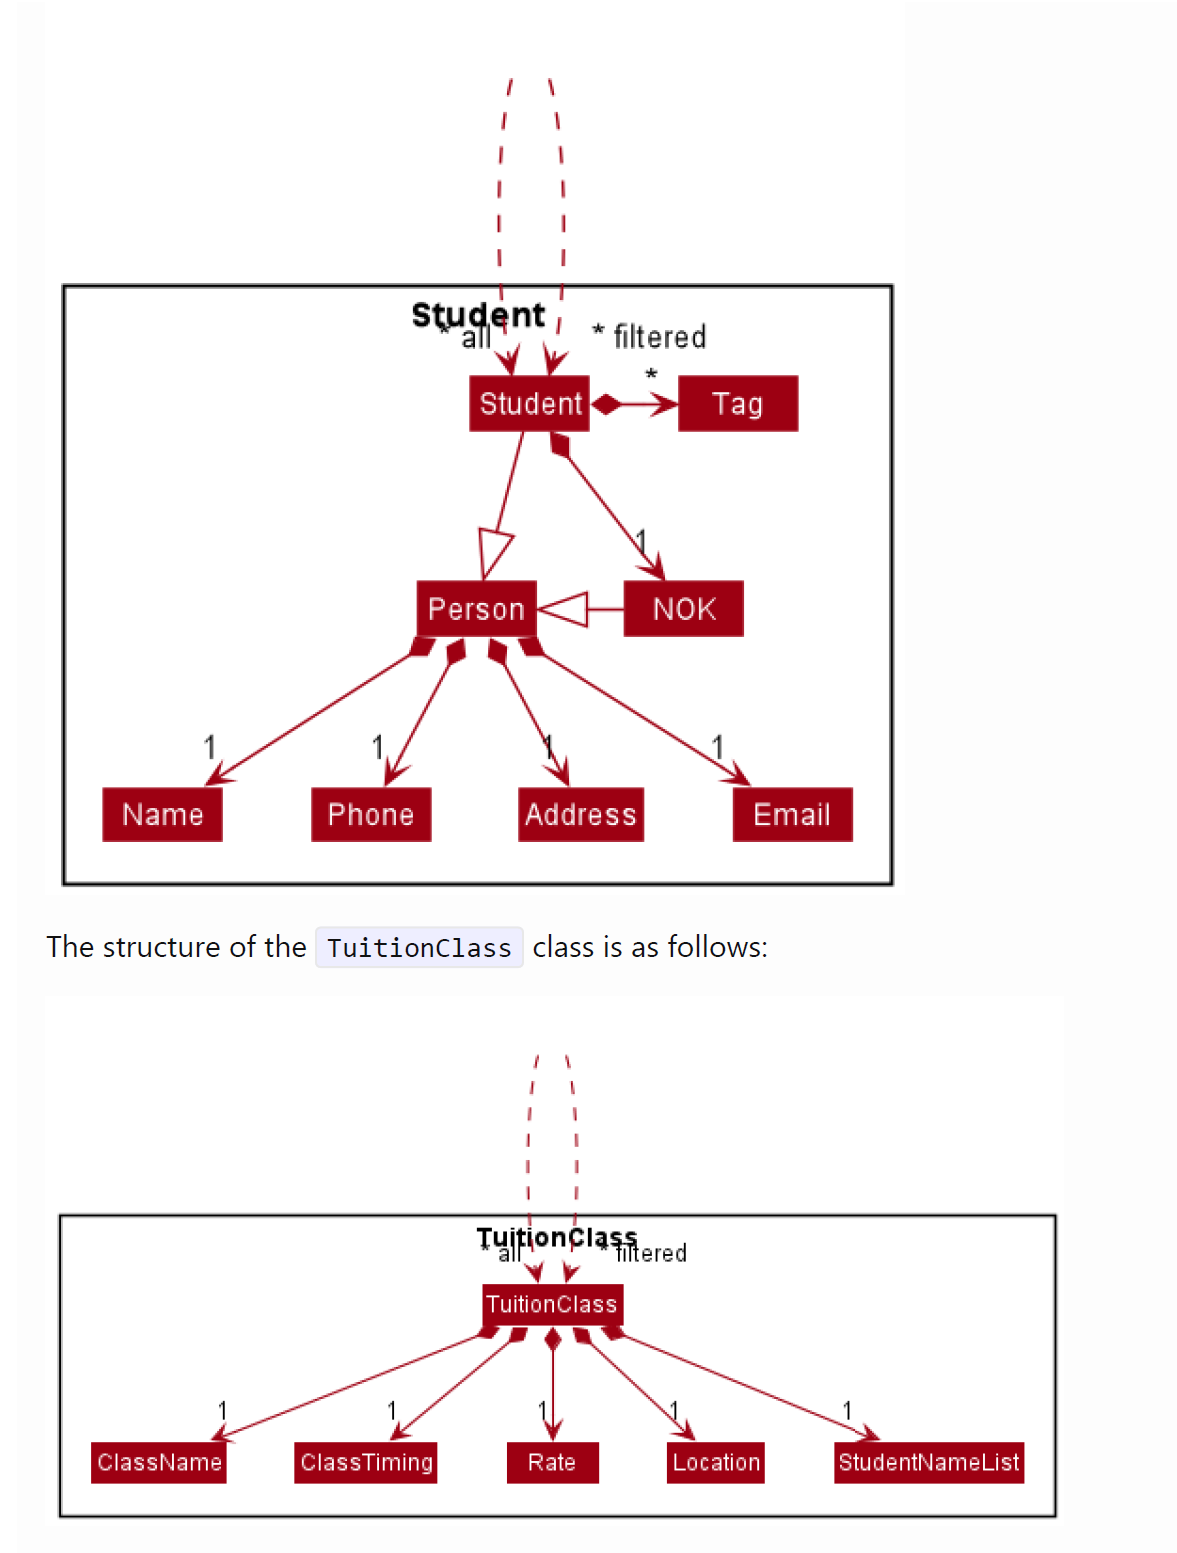 Student
* all
* filtered
*
Student
Tag
1
Person
NOK
1
1
1
1
Name
Phone
Address
Email
The structure of the TuitionClass class is as follows:
TuitionClass
* all
* filtered
TuitionClass
1
1
1
1
1
ClassName
ClassTiming
Rate
Location
StudentNameList